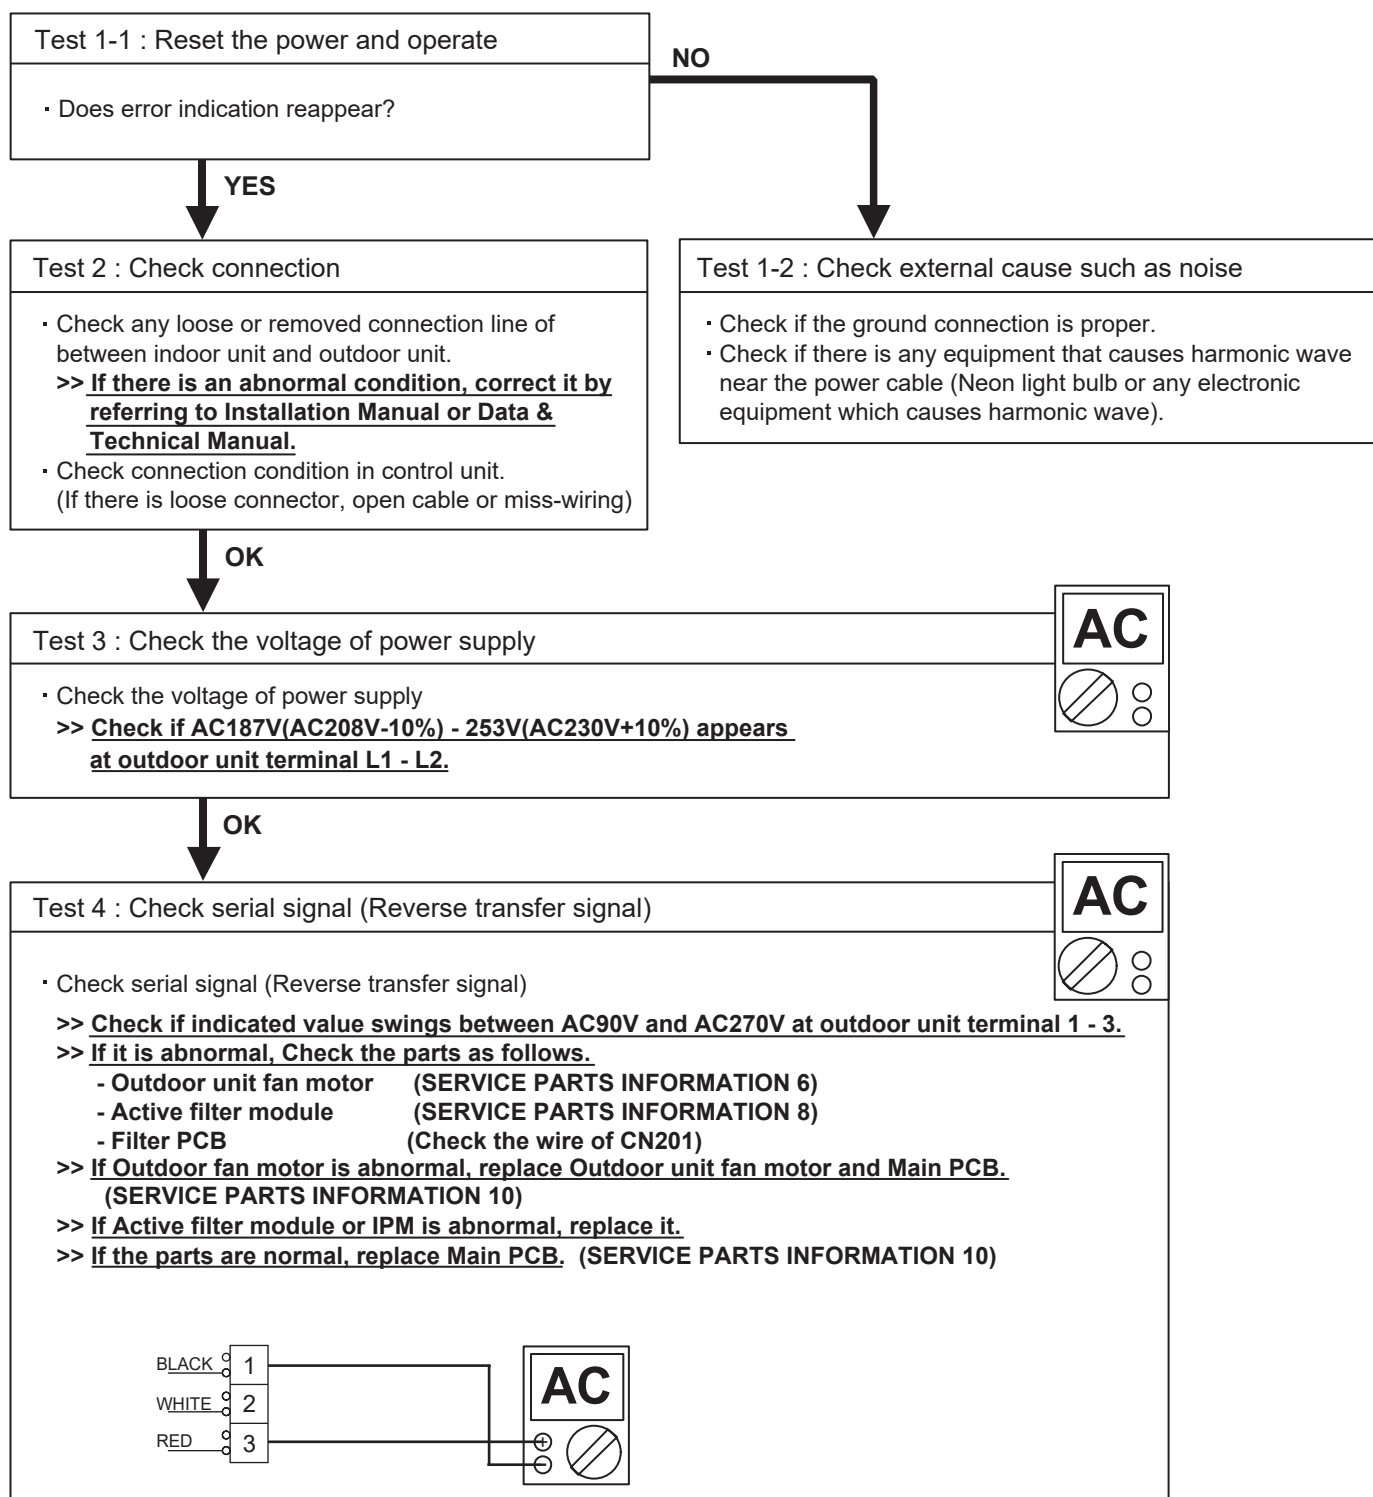 Test 1-1 : Reset the power and operate
· Does error indication reappear?
NO
YES
Test 2 : Check connection
· Check any loose or removed connection line of
between indoor unit and outdoor unit.
>> If there is an abnormal condition, correct it by
referring to Installation Manual or Data &
Technical Manual.
· Check connection condition in control unit.
(If there is loose connector, open cable or miss-wiring)
Test 1-2 : Check external cause such as noise
· Check if the ground connection is proper.
· Check if there is any equipment that causes harmonic wave
near the power cable (Neon light bulb or any electronic
equipment which causes harmonic wave).
OK
Test 3 : Check the voltage of power supply
AC
· Check the voltage of power supply
>> Check if AC187V(AC208V-10%) - 253V(AC230V+10%) appears
at outdoor unit terminal L1 - L2.
OK
Test 4 : Check serial signal (Reverse transfer signal)
AC
· Check serial signal (Reverse transfer signal)
>> Check if indicated value swings between AC90V and AC270V at outdoor unit terminal 1 - 3.
>> If it is abnormal, Check the parts as follows.
- Outdoor unit fan motor (SERVICE PARTS INFORMATION 6)
- Active filter module (SERVICE PARTS INFORMATION 8)
- Filter PCB (Check the wire of CN201)
>> If Outdoor fan motor is abnormal, replace Outdoor unit fan motor and Main PCB.
(SERVICE PARTS INFORMATION 10)
>> If Active filter module or IPM is abnormal, replace it.
>> If the parts are normal, replace Main PCB. (SERVICE PARTS INFORMATION 10)
BLACK 1
WHITE 2
RED 3
AC
+
-